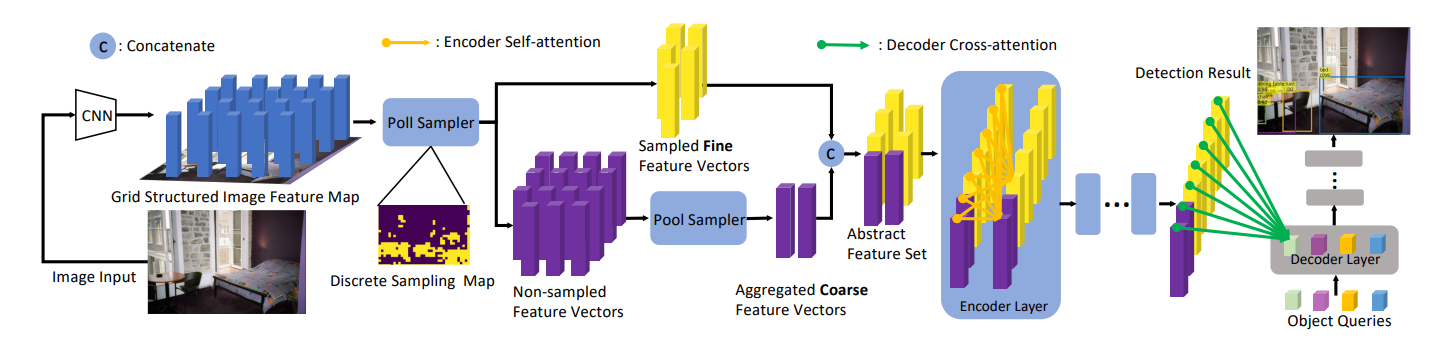 C : Concatenate
: Encoder Self-attention
: Decoder Cross-attention
CNN
Grid Structured Image Feature Map
Image Input
Poll Sampler
Discrete Sampling Map
Sampled Fine
Feature Vectors
Non-sampled
Feature Vectors
Pool Sampler
Aggregated Coarse
Feature Vectors
C
Abstract
Feature Set
Encoder Layer
Detection Result
bed
Decoder Layer
Object Queries